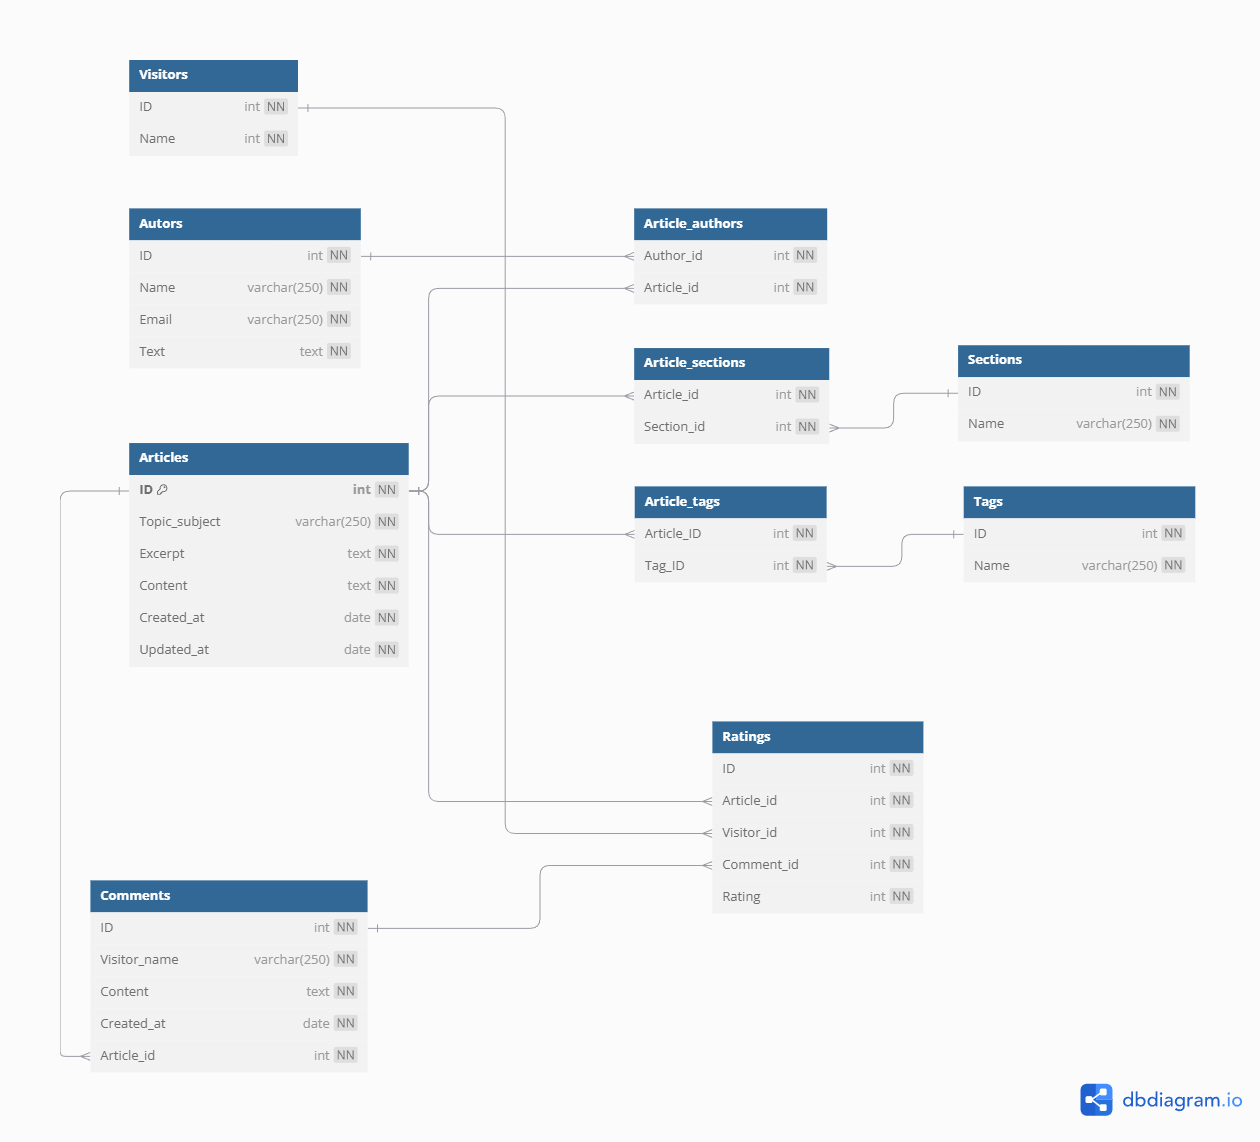 Visitors
ID int NN
Name int NN
Autors
ID int NN
Name varchar(250) NN
Email varchar(250) NN
Text text NN
Article_authors
Author_id int NN
Article_id int NN
Article_sections
Article_id int NN
Section_id int NN
Sections
ID int NN
Name varchar(250) NN
Articles
ID int NN
Topic_subject varchar(250) NN
Excerpt text NN
Content text NN
Created_at date NN
Updated_at date NN
Article_tags
Article_ID int NN
Tag_ID int NN
Tags
ID int NN
Name varchar(250) NN
Ratings
ID int NN
Article_id int NN
Visitor_id int NN
Comment_id int NN
Rating int NN
Comments
ID int NN
Visitor_name varchar(250) NN
Content text NN
Created_at date NN
Article_id int NN
dbdiagram.io